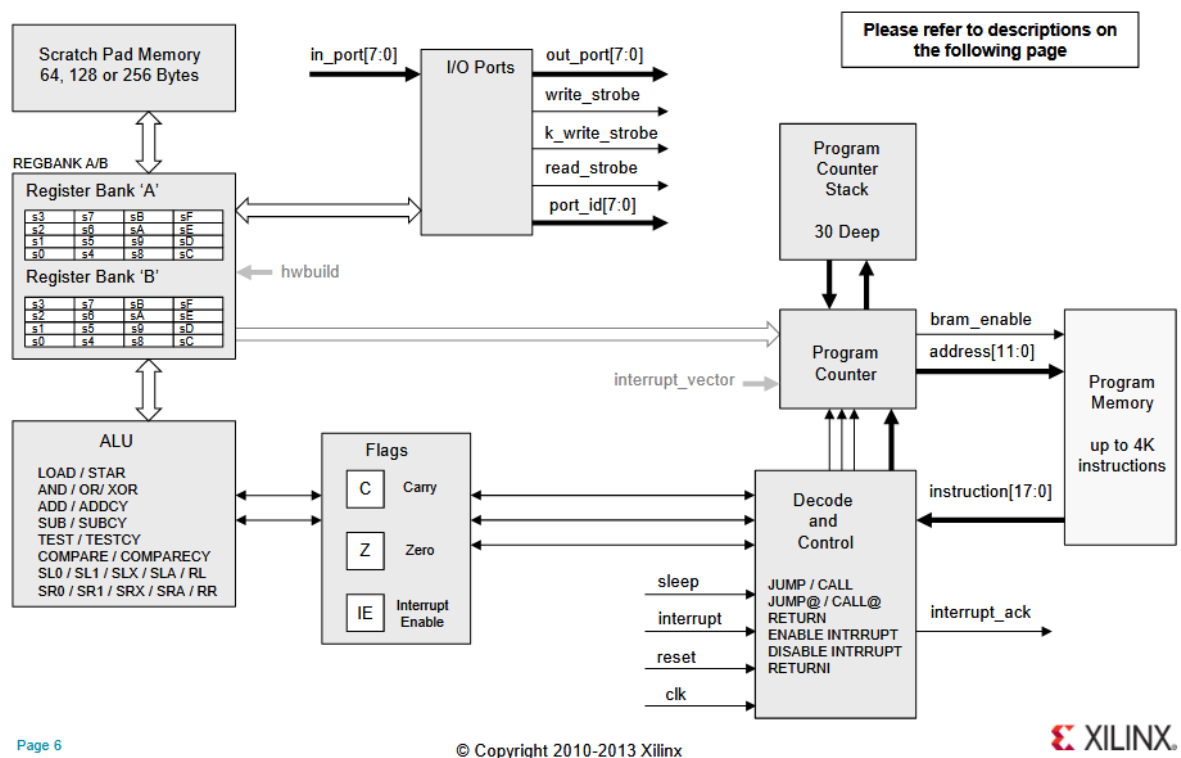 Please refer to descriptions on
the following page
Scratch Pad Memory
64, 128 or 256 Bytes
in_port[7:0]
I/O Ports
out_port[7:0]
write_strobe
k_write_strobe
read_strobe
port_id[7:0]
REGBANK A/B
Register Bank 'A'
s3 s7 sB sF
s2 s6 sA sE
s1 s5 s9 sD
s0 s4 s8 sC
Register Bank 'B'
s3 s7 sB sF
s2 s6 sA sE
s1 s5 s9 sD
s0 s4 s8 sC
hwbuild
Program
Counter
Stack
30 Deep
interrupt_vector
Program
Counter
bram_enable
address[11:0]
Program
Memory
up to 4K
instructions
instruction[17:0]
ALU
LOAD / STAR
AND / OR/ XOR
ADD / ADDCY
SUB / SUBCY
TEST / TESTCY
COMPARE / COMPARECY
SL0 / SL1 / SLX / SLA / RL
SR0 / SR1 / SRX / SRA / RR
Flags
C Carry
Z Zero
IE Interrupt
Enable
sleep
interrupt
reset
clk
Decode
and
Control
JUMP / CALL
JUMP@ / CALL@
RETURN
ENABLE INTRRUPT
DISABLE INTRRUPT
RETURNI
interrupt_ack
Page 6
© Copyright 2010-2013 Xilinx
XILINX.